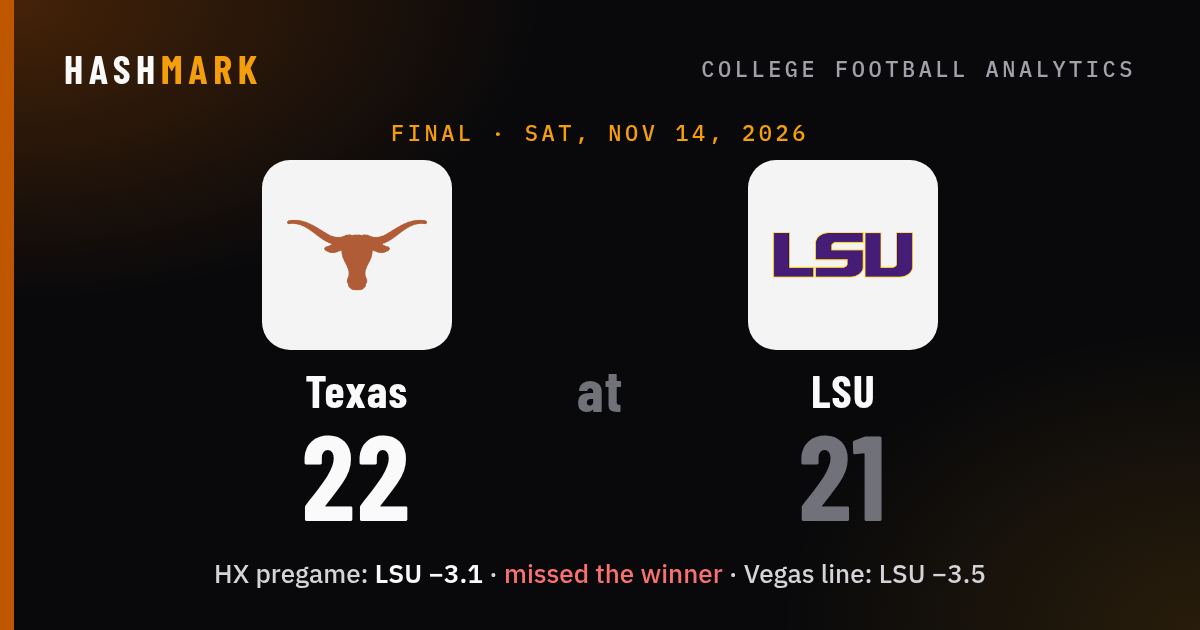 HASHMARK
COLLEGE FOOTBALL ANALYTICS
FINAL · SAT, NOV 14, 2026
LSU
Texas at LSU
22 21
HX pregame: LSU −3.1 · missed the winner · Vegas line: LSU −3.5